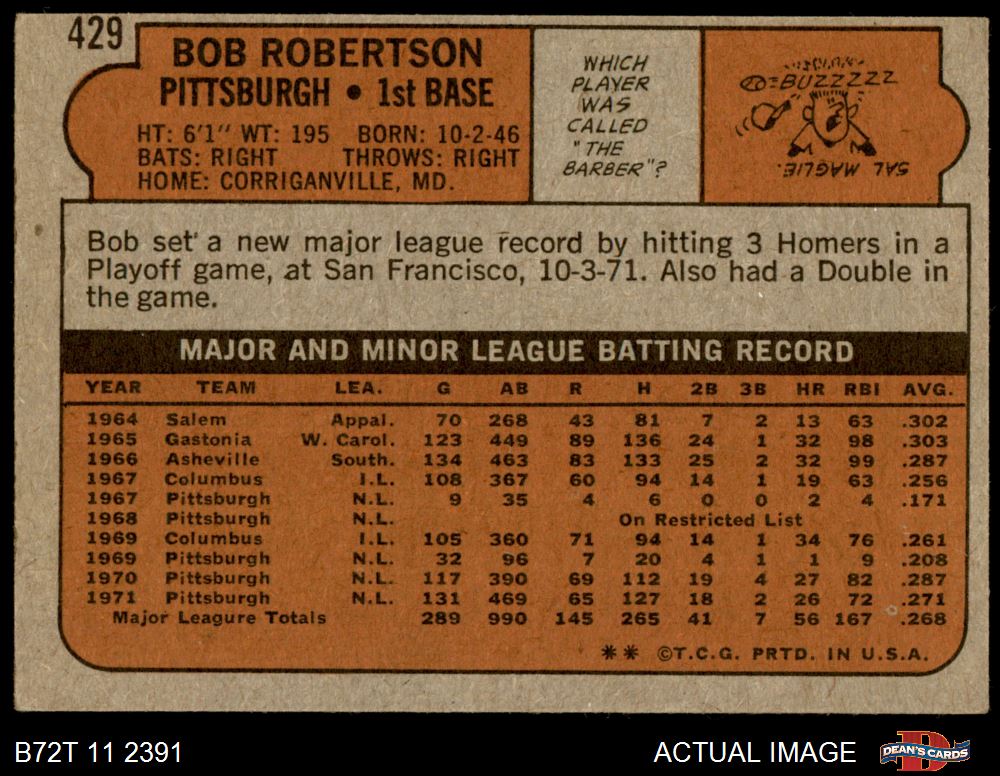 429
BOB ROBERTSON
PITTSBURGH • 1st BASE
HT: 6'1" WT: 195 BORN: 10-2-46
BATS: RIGHT THROWS: RIGHT
HOME: CORRIGANVILLE, MD.
WHICH
PLAYER
WAS
CALLED
"THE
BARBER"?
BUZZZZZ
SAL MAGLIE.
Bob set a new major league record by hitting 3 Homers in a
Playoff game, at San Francisco, 10-3-71. Also had a Double in
the game.
MAJOR AND MINOR LEAGUE BATTING RECORD
YEAR TEAM LEA. G AB R H 2B 3B HR RBI AVG.
1964 Salem Appal. 70 268 43 81 7 2 13 63 .302
1965 Gastonia W. Carol. 123 449 89 136 24 1 32 98 .303
1966 Asheville South. 134 463 83 133 25 2 32 99 .287
1967 Columbus I.L. 108 367 60 94 14 1 19 63 .256
1967 Pittsburgh N.L. 9 35 4 6 0 0 2 4 .171
1968 Pittsburgh N.L. On Restricted List
1969 Columbus I.L. 105 360 71 94 14 1 34 76 .261
1969 Pittsburgh N.L. 32 96 7 20 4 1 1 9 .208
1970 Pittsburgh N.L. 117 390 69 112 19 4 27 82 .287
1971 Pittsburgh N.L. 131 469 65 127 18 2 26 72 .271
Major Leagure Totals 289 990 145 265 41 7 56 167 .268
** ©T.C.G. PRTD. IN U.S.A.
B72T 11 2391 ACTUAL IMAGE DEAN'S CARDS